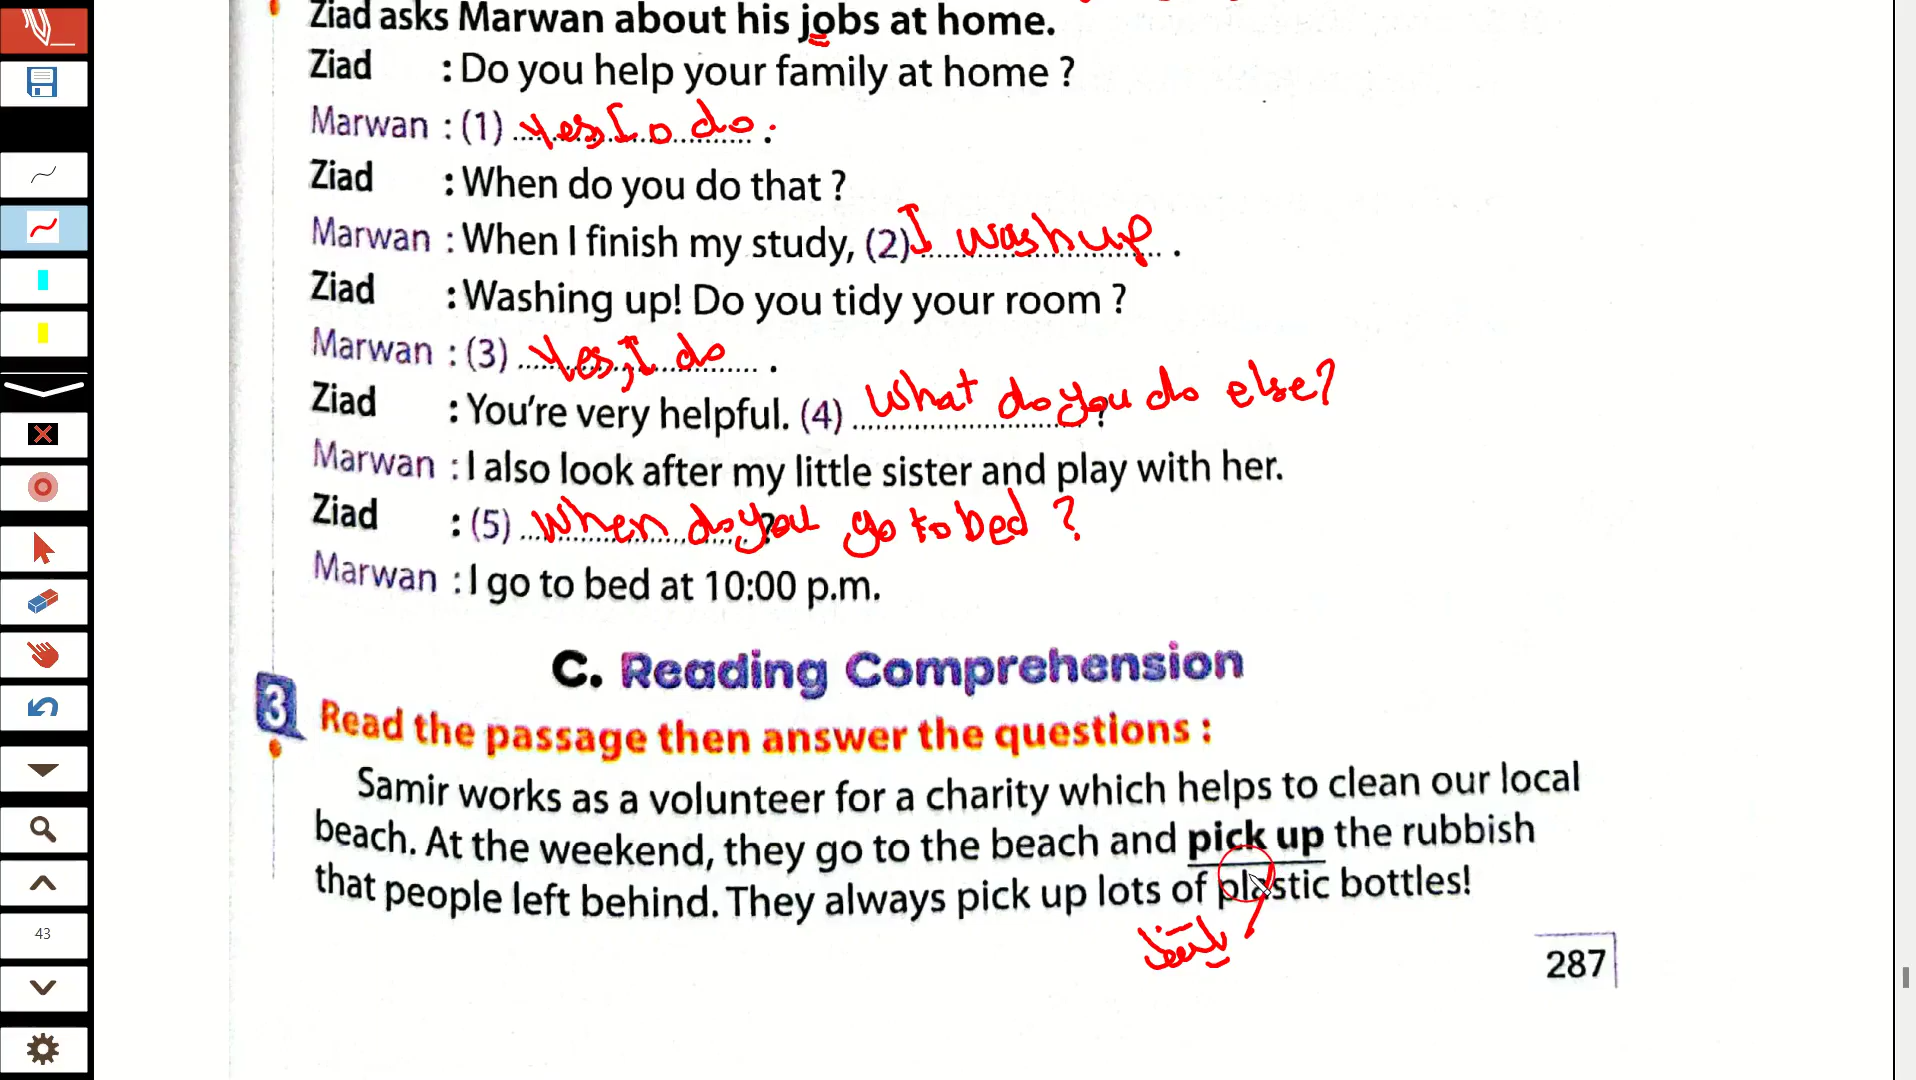 Ziad asks Marwan about his jobs at home.
Ziad : Do you help your family at home ?
Marwan : (1) Yes, I do do.
Ziad : When do you do that ?
Marwan : When I finish my study, (2) I wash up .
Ziad : Washing up! Do you tidy your room ?
Marwan : (3) Yes, I do .
Ziad : You're very helpful. (4) What do you do else? ?
Marwan : I also look after my little sister and play with her.
Ziad : (5) When do you go to bed ? ?
Marwan : I go to bed at 10:00 p.m.
C. Reading Comprehension
3 Read the passage then answer the questions :
Samir works as a volunteer for a charity which helps to clean our local
beach. At the weekend, they go to the beach and pick up the rubbish
that people left behind. They always pick up lots of plastic bottles!
يلتقط
287
43